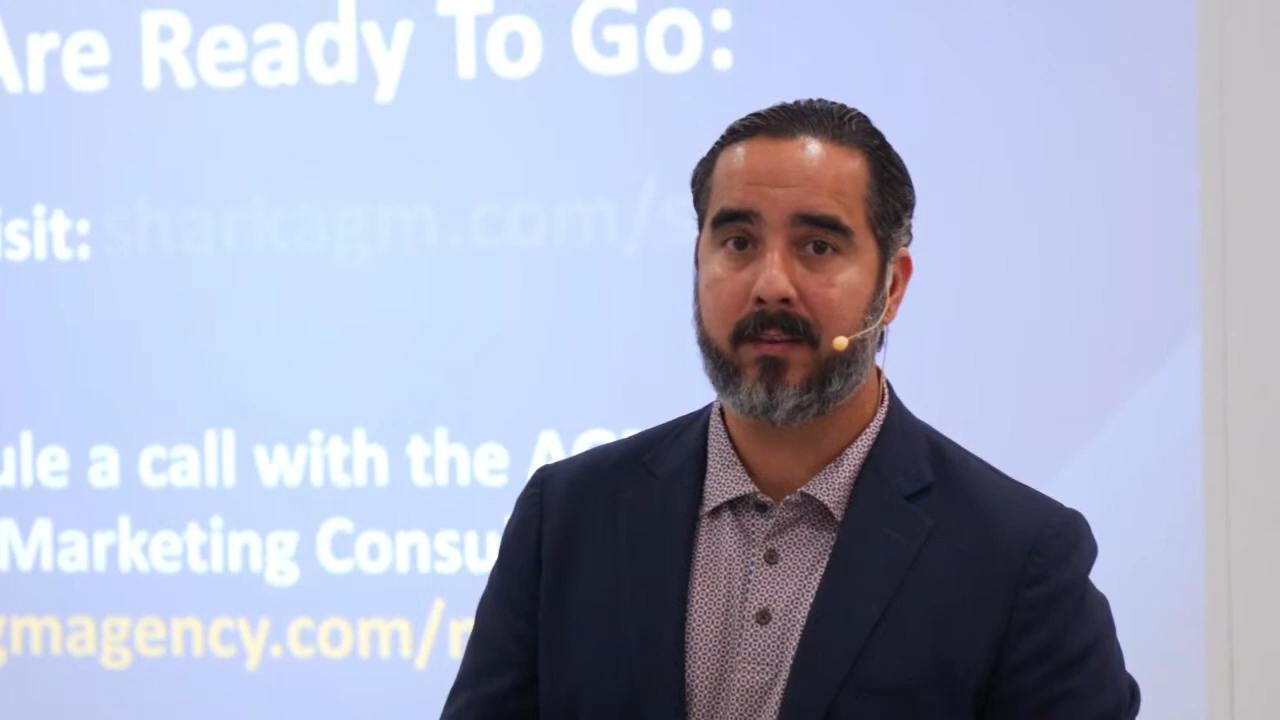 Are Ready To Go:
isit: sharkagm.com/s
ule a call with the AG
Marketing Consu
gmagency.com/